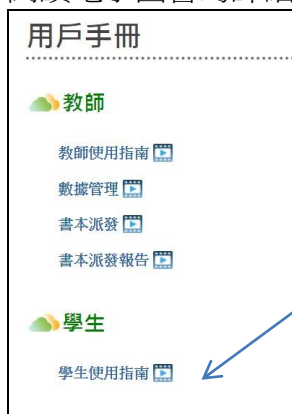 用戶手冊
教師
教師使用指南
數據管理
書本派發
書本派發報告
學生
學生使用指南